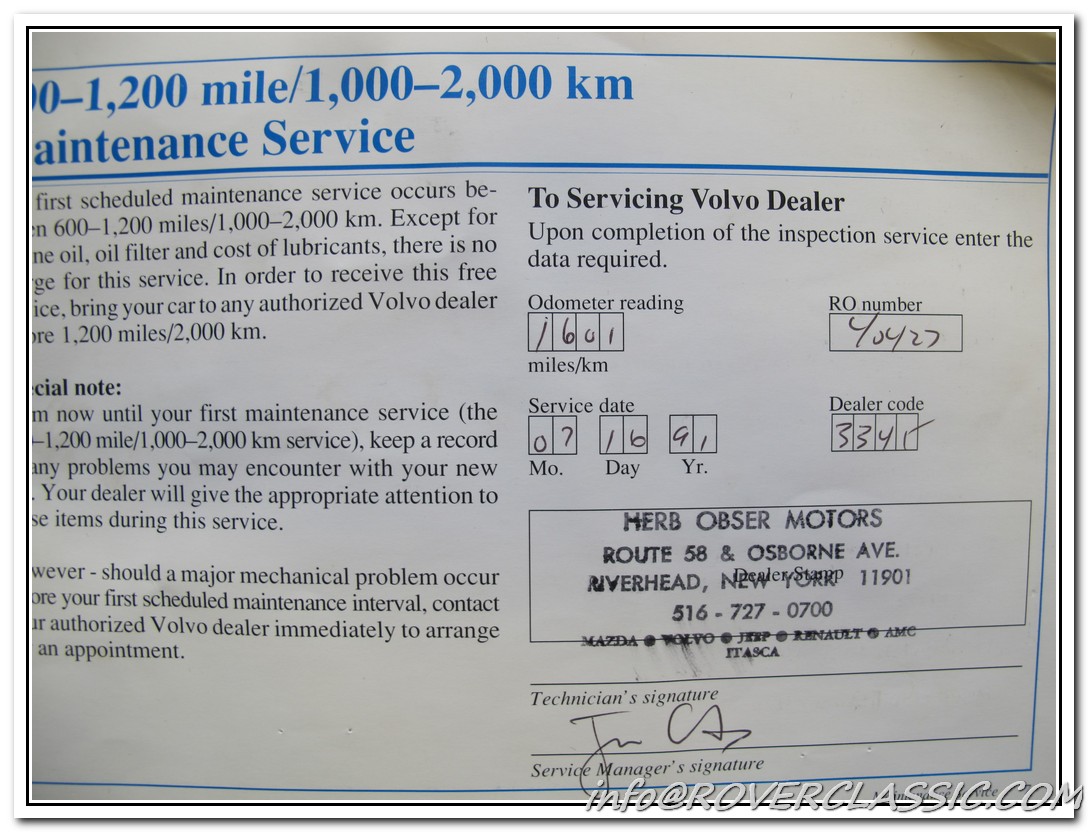 00–1,200 mile/1,000–2,000 km
aintenance Service
first scheduled maintenance service occurs be-
n 600–1,200 miles/1,000–2,000 km. Except for
ne oil, oil filter and cost of lubricants, there is no
ge for this service. In order to receive this free
ice, bring your car to any authorized Volvo dealer
ore 1,200 miles/2,000 km.
cial note:
m now until your first maintenance service (the
–1,200 mile/1,000–2,000 km service), keep a record
any problems you may encounter with your new
. Your dealer will give the appropriate attention to
se items during this service.
wever - should a major mechanical problem occur
ore your first scheduled maintenance interval, contact
ur authorized Volvo dealer immediately to arrange
an appointment.
To Servicing Volvo Dealer
Upon completion of the inspection service enter the
data required.
Odometer reading
1601
miles/km
RO number
40427
Service date
07 16 91
Mo. Day Yr.
Dealer code
3345
HERB OBSER MOTORS
ROUTE 58 & OSBORNE AVE.
RIVERHEAD, NEW YORK 11901
Dealer Stamp
516 - 727 - 0700
MAZDA ● VOLVO ● JEEP ● RENAULT ● AMC
ITASCA
Technician's signature
Service Manager's signature
Maintenance Service
info@ROVERCLASSIC.COM